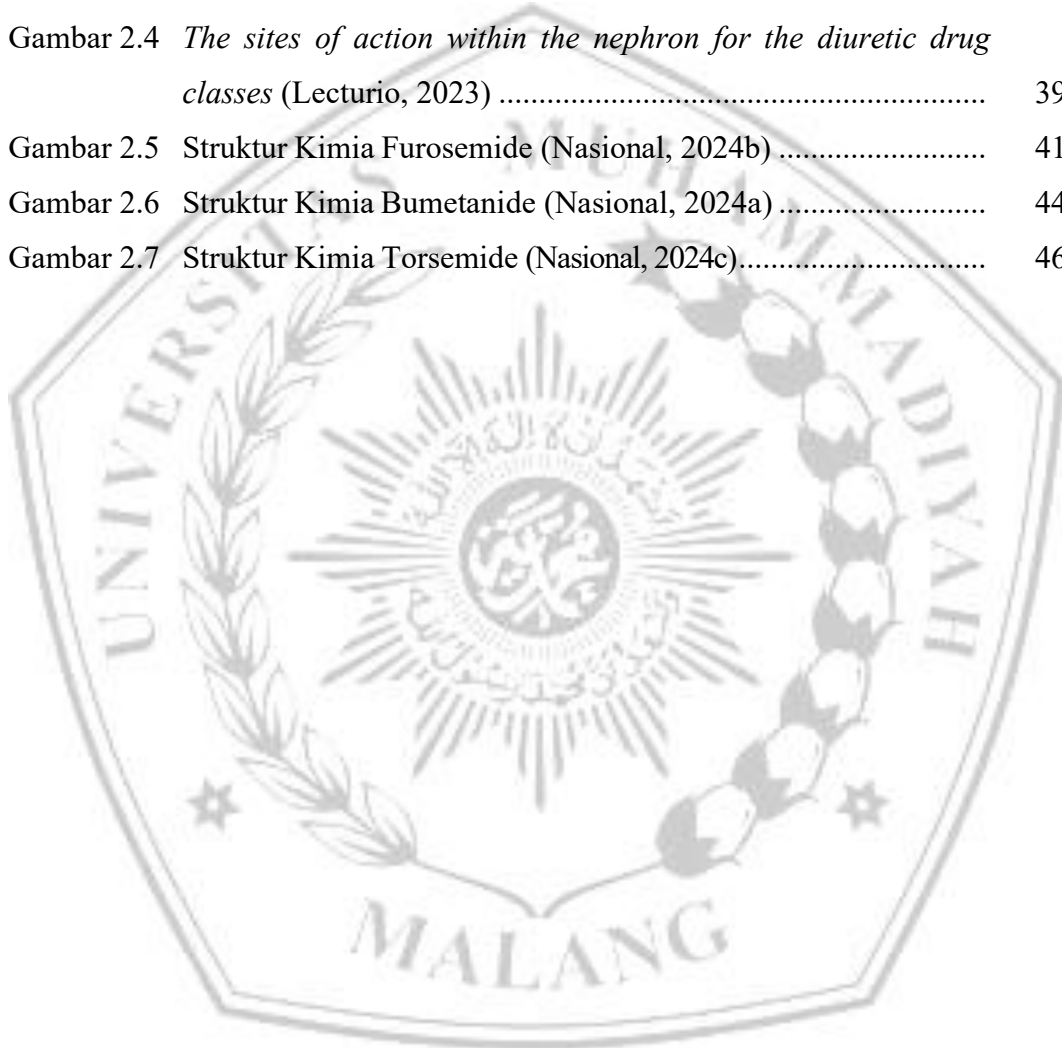 Gambar 2.4 The sites of action within the nephron for the diuretic drug
classes (Lecturio, 2023) ............................................................. 39
Gambar 2.5 Struktur Kimia Furosemide (Nasional, 2024b) .......................... 41
Gambar 2.6 Struktur Kimia Bumetanide (Nasional, 2024a) .......................... 44
Gambar 2.7 Struktur Kimia Torsemide (Nasional, 2024c)............................... 46
UNIVERSITAS MUHAMMADIYAH
MALANG